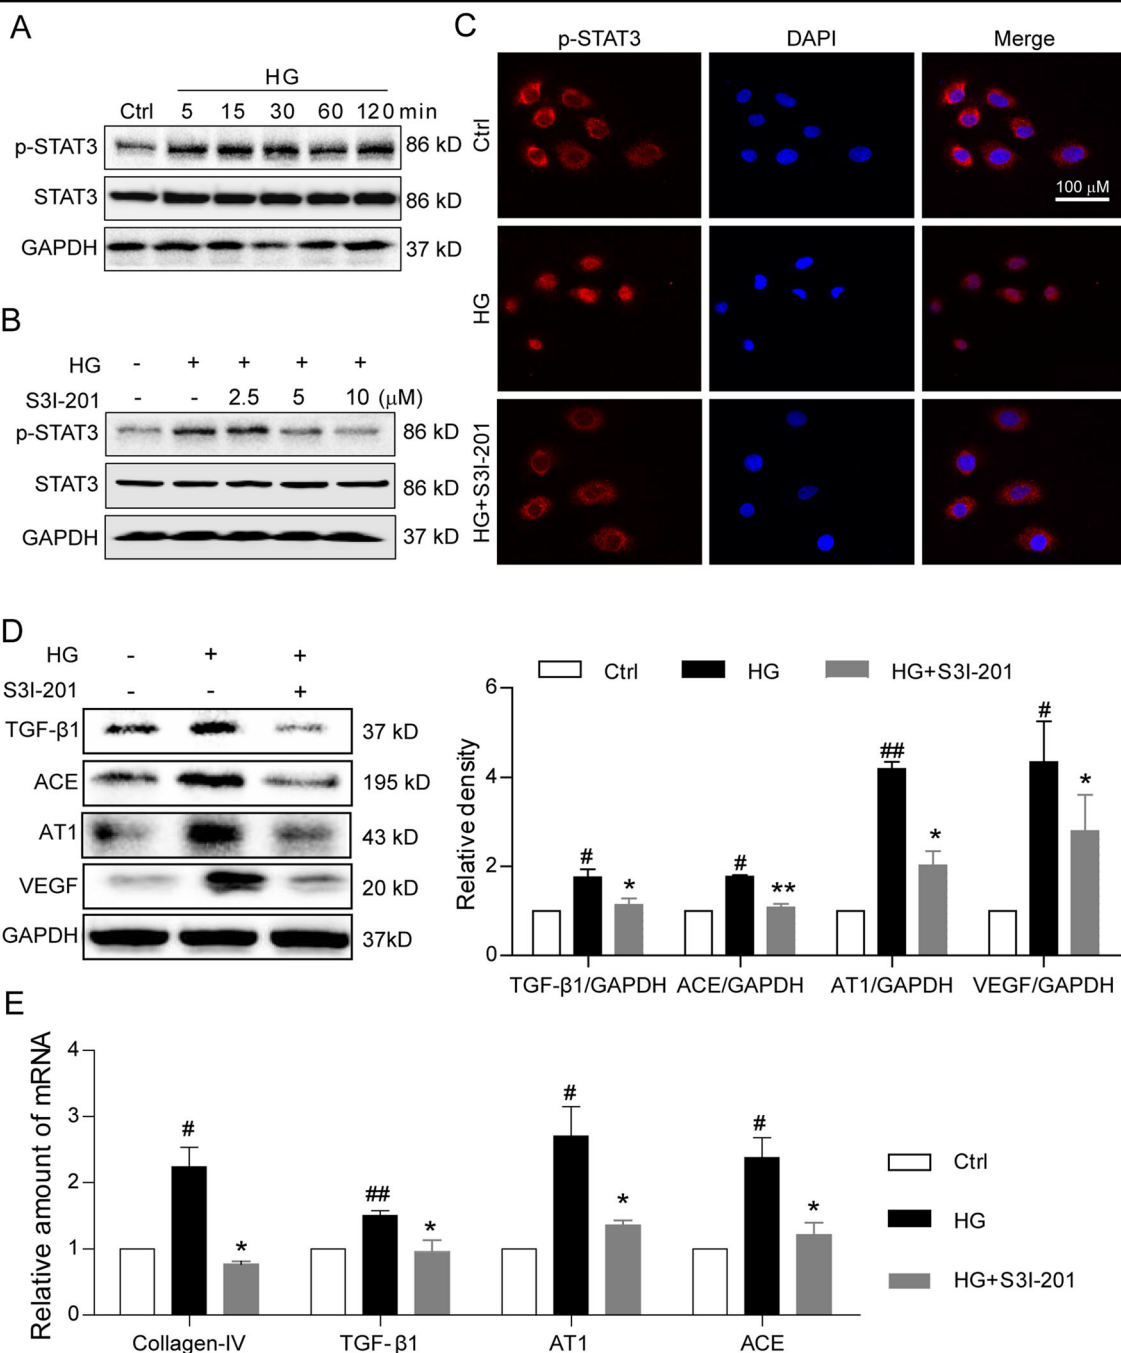 A
HG
Ctrl 5 15 30 60 120 min
p-STAT3 86 kD
STAT3 86 kD
GAPDH 37 kD
B
HG - + + + +
S3I-201 - - 2.5 5 10 (μM)
p-STAT3 86 kD
STAT3 86 kD
GAPDH 37 kD
C
p-STAT3 DAPI Merge
Ctrl
100 μM
HG
HG+S3I-201
D
HG - + +
S3I-201 - - +
TGF-β1 37 kD
ACE 195 kD
AT1 43 kD
VEGF 20 kD
GAPDH 37kD
Ctrl HG HG+S3I-201
Relative density
6
4
2
0
# * # ** ## * # *
TGF-β1/GAPDH ACE/GAPDH AT1/GAPDH VEGF/GAPDH
E
Relative amount of mRNA
4
3
2
1
0
# * ## * # * # *
Collagen-IV TGF-β1 AT1 ACE
Ctrl
HG
HG+S3I-201